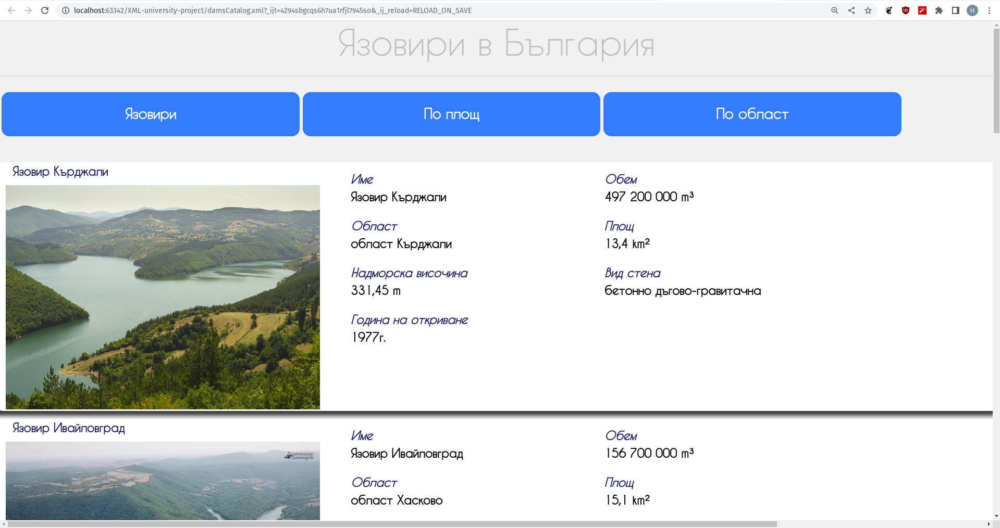 localhost:63342/XML-university-project/damsCatalog.xml?_ijt=4294sbgcqs6h7ua1rfjl7945so&_ij_reload=RELOAD_ON_SAVE
H
Язовири в България
Язовири
По площ
По област
Язовир Кърджали
Име
Язовир Кърджали
Област
област Кърджали
Надморска височина
331,45 m
Година на откриване
1977г.
Обем
497 200 000 m³
Площ
13,4 km²
Вид стена
бетонно дъгово-гравитачна
Язовир Ивайловград
Александър
Димитров
Име
Язовир Ивайловград
Област
област Хасково
Обем
156 700 000 m³
Площ
15,1 km²